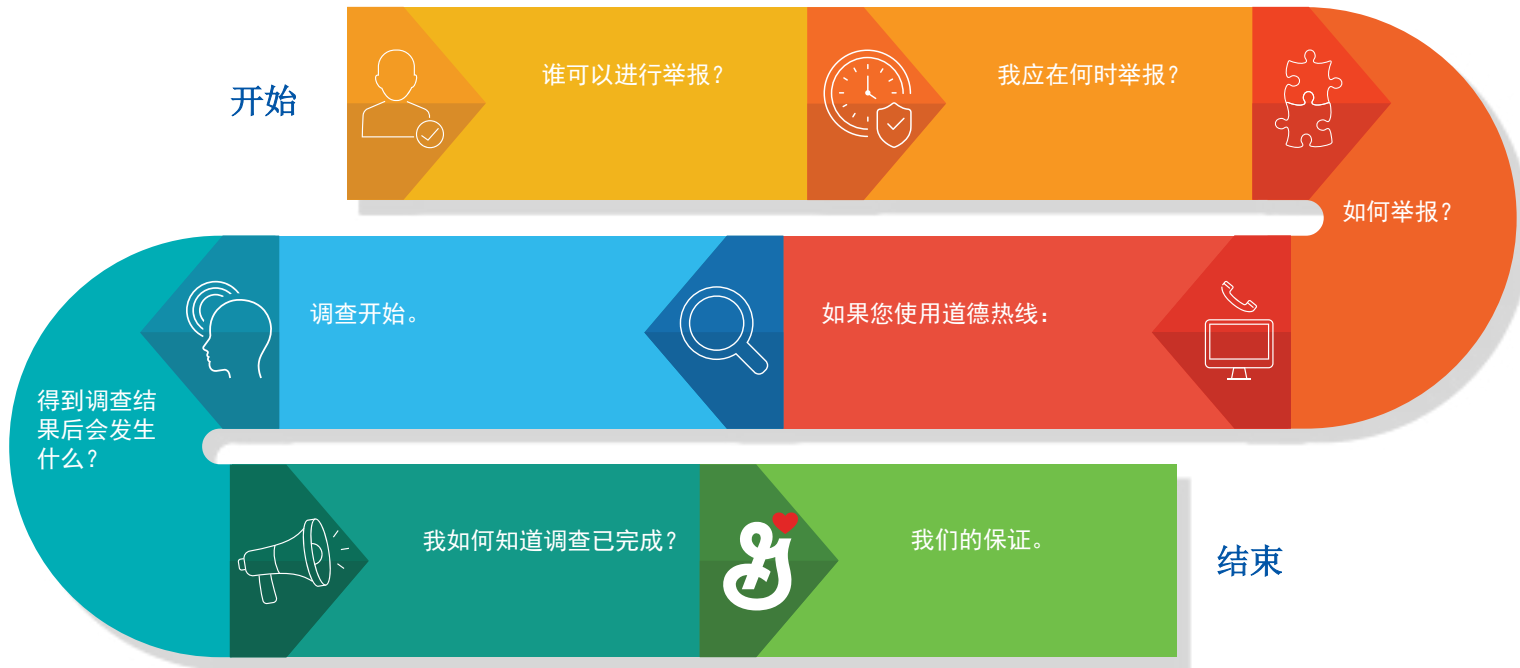 开始
谁可以进行举报？
我应在何时举报？
如何举报？
如果您使用道德热线：
调查开始。
得到调查结
果后会发生
什么？
我如何知道调查已完成？
我们的保证。
结束